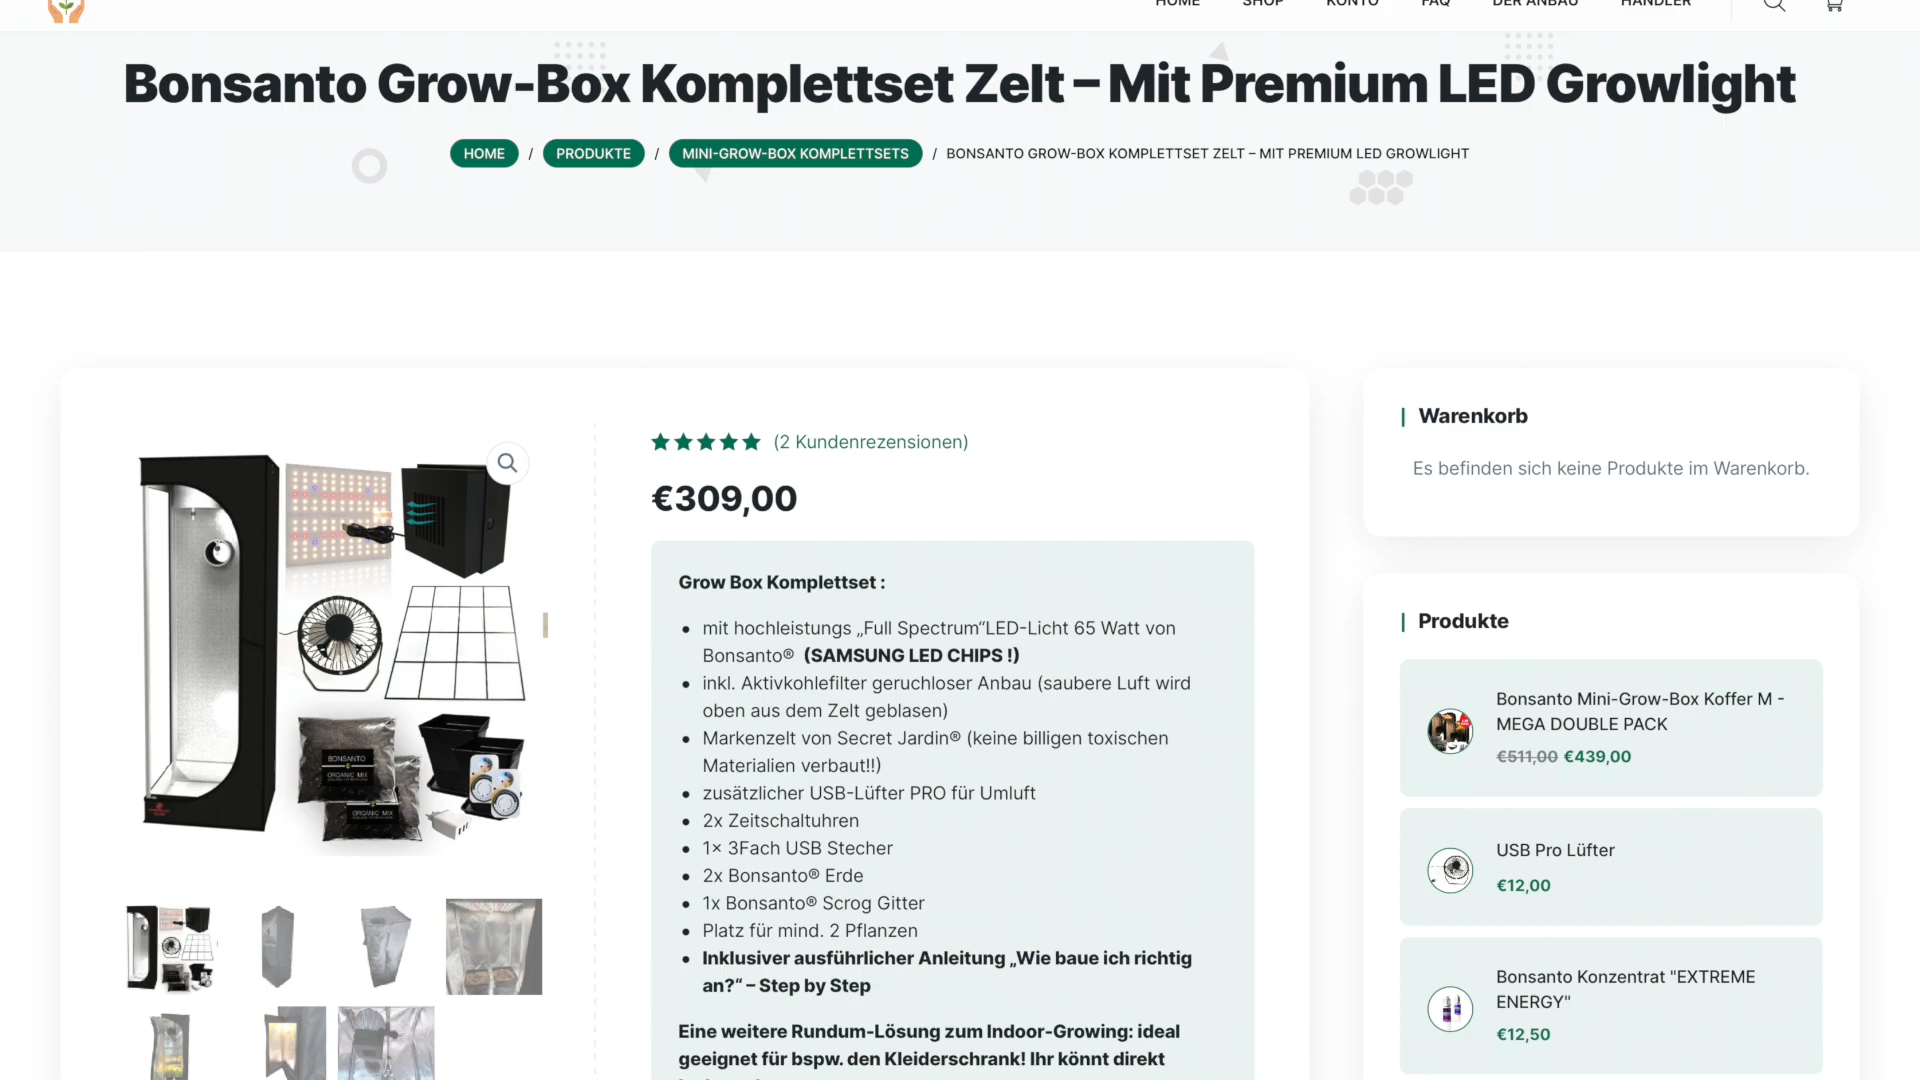 HOME SHOP KONTO FAQ DER ANBAU HÄNDLER
Bonsanto Grow-Box Komplettset Zelt – Mit Premium LED Growlight
HOME / PRODUKTE / MINI-GROW-BOX KOMPLETTSETS / BONSANTO GROW-BOX KOMPLETTSET ZELT – MIT PREMIUM LED GROWLIGHT
(2 Kundenrezensionen)
€309,00
Grow Box Komplettset :
mit hochleistungs „Full Spectrum“LED-Licht 65 Watt von
Bonsanto® (SAMSUNG LED CHIPS !)
inkl. Aktivkohlefilter geruchloser Anbau (saubere Luft wird
oben aus dem Zelt geblasen)
Markenzelt von Secret Jardin® (keine billigen toxischen
Materialien verbaut!!)
zusätzlicher USB-Lüfter PRO für Umluft
2x Zeitschaltuhren
1× 3Fach USB Stecher
2x Bonsanto® Erde
1x Bonsanto® Scrog Gitter
Platz für mind. 2 Pflanzen
Inklusiver ausführlicher Anleitung „Wie baue ich richtig
an?“ – Step by Step
Eine weitere Rundum-Lösung zum Indoor-Growing: ideal
geeignet für bspw. den Kleiderschrank! Ihr könnt direkt
BONSANTO
ORGANIC MIX
ORGANIC MIX
Warenkorb
Es befinden sich keine Produkte im Warenkorb.
Produkte
Bonsanto Mini-Grow-Box Koffer M -
MEGA DOUBLE PACK
€511,00 €439,00
USB Pro Lüfter
€12,00
Bonsanto Konzentrat "EXTREME
ENERGY"
€12,50